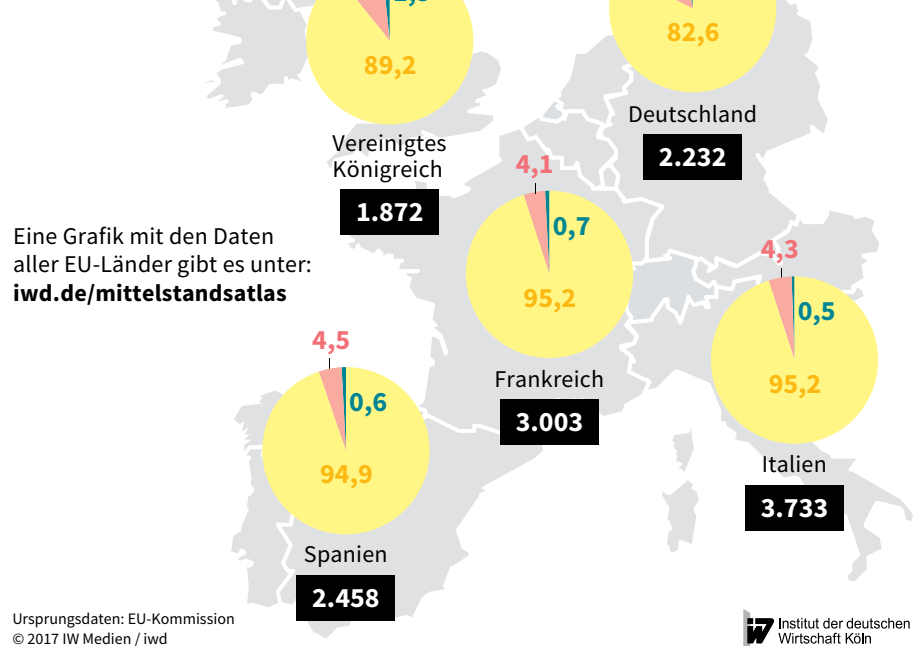 89,2
82,6
Vereinigtes
Königreich
1.872
Deutschland
2.232
4,1
0,7
95,2
Frankreich
3.003
Eine Grafik mit den Daten
aller EU-Länder gibt es unter:
iwd.de/mittelstandsatlas
4,3
0,5
95,2
Italien
3.733
4,5
0,6
94,9
Spanien
2.458
Ursprungsdaten: EU-Kommission
© 2017 IW Medien / iwd
iw
Institut der deutschen
Wirtschaft Köln